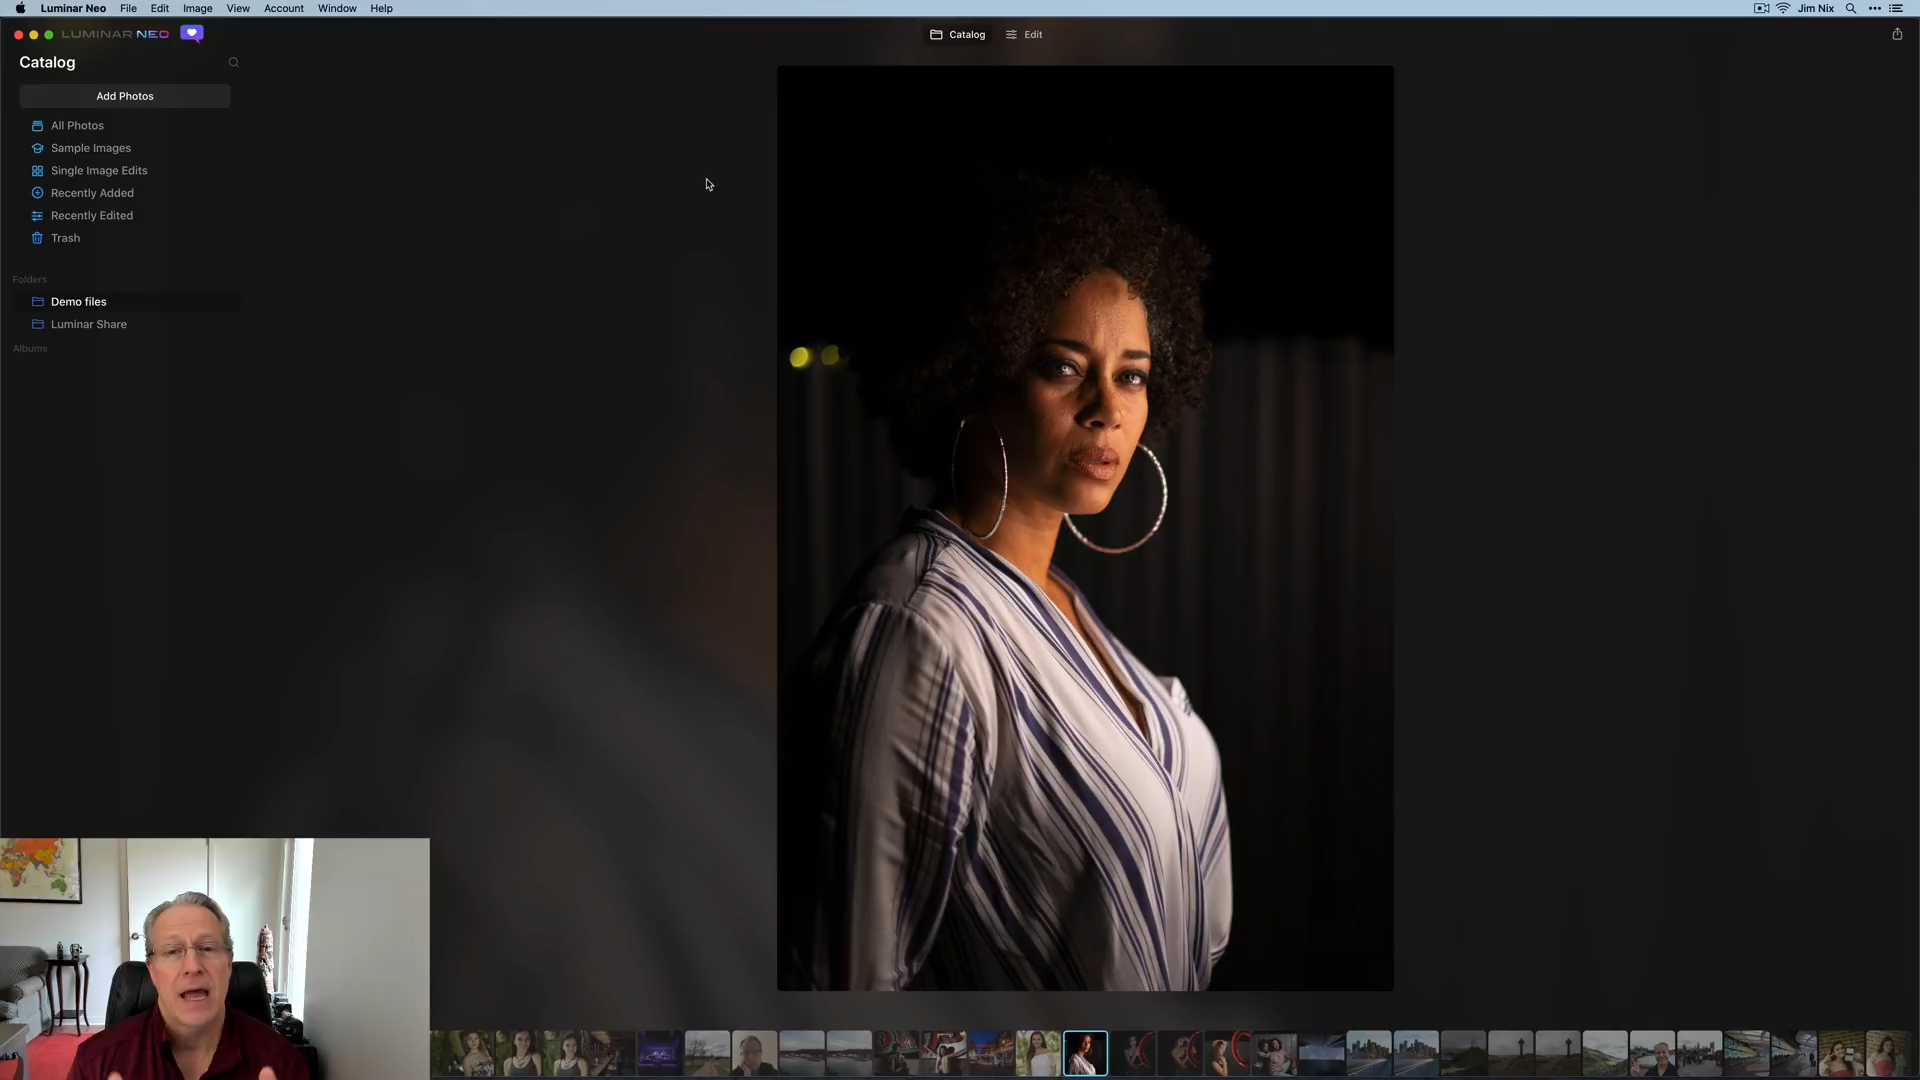 Luminar Neo File Edit Image View Account Window Help Jim Nix
LUMINAR NEO Catalog Edit
Catalog
Add Photos
All Photos
Sample Images
Single Image Edits
Recently Added
Recently Edited
Trash
Folders
Demo files
Luminar Share
Albums